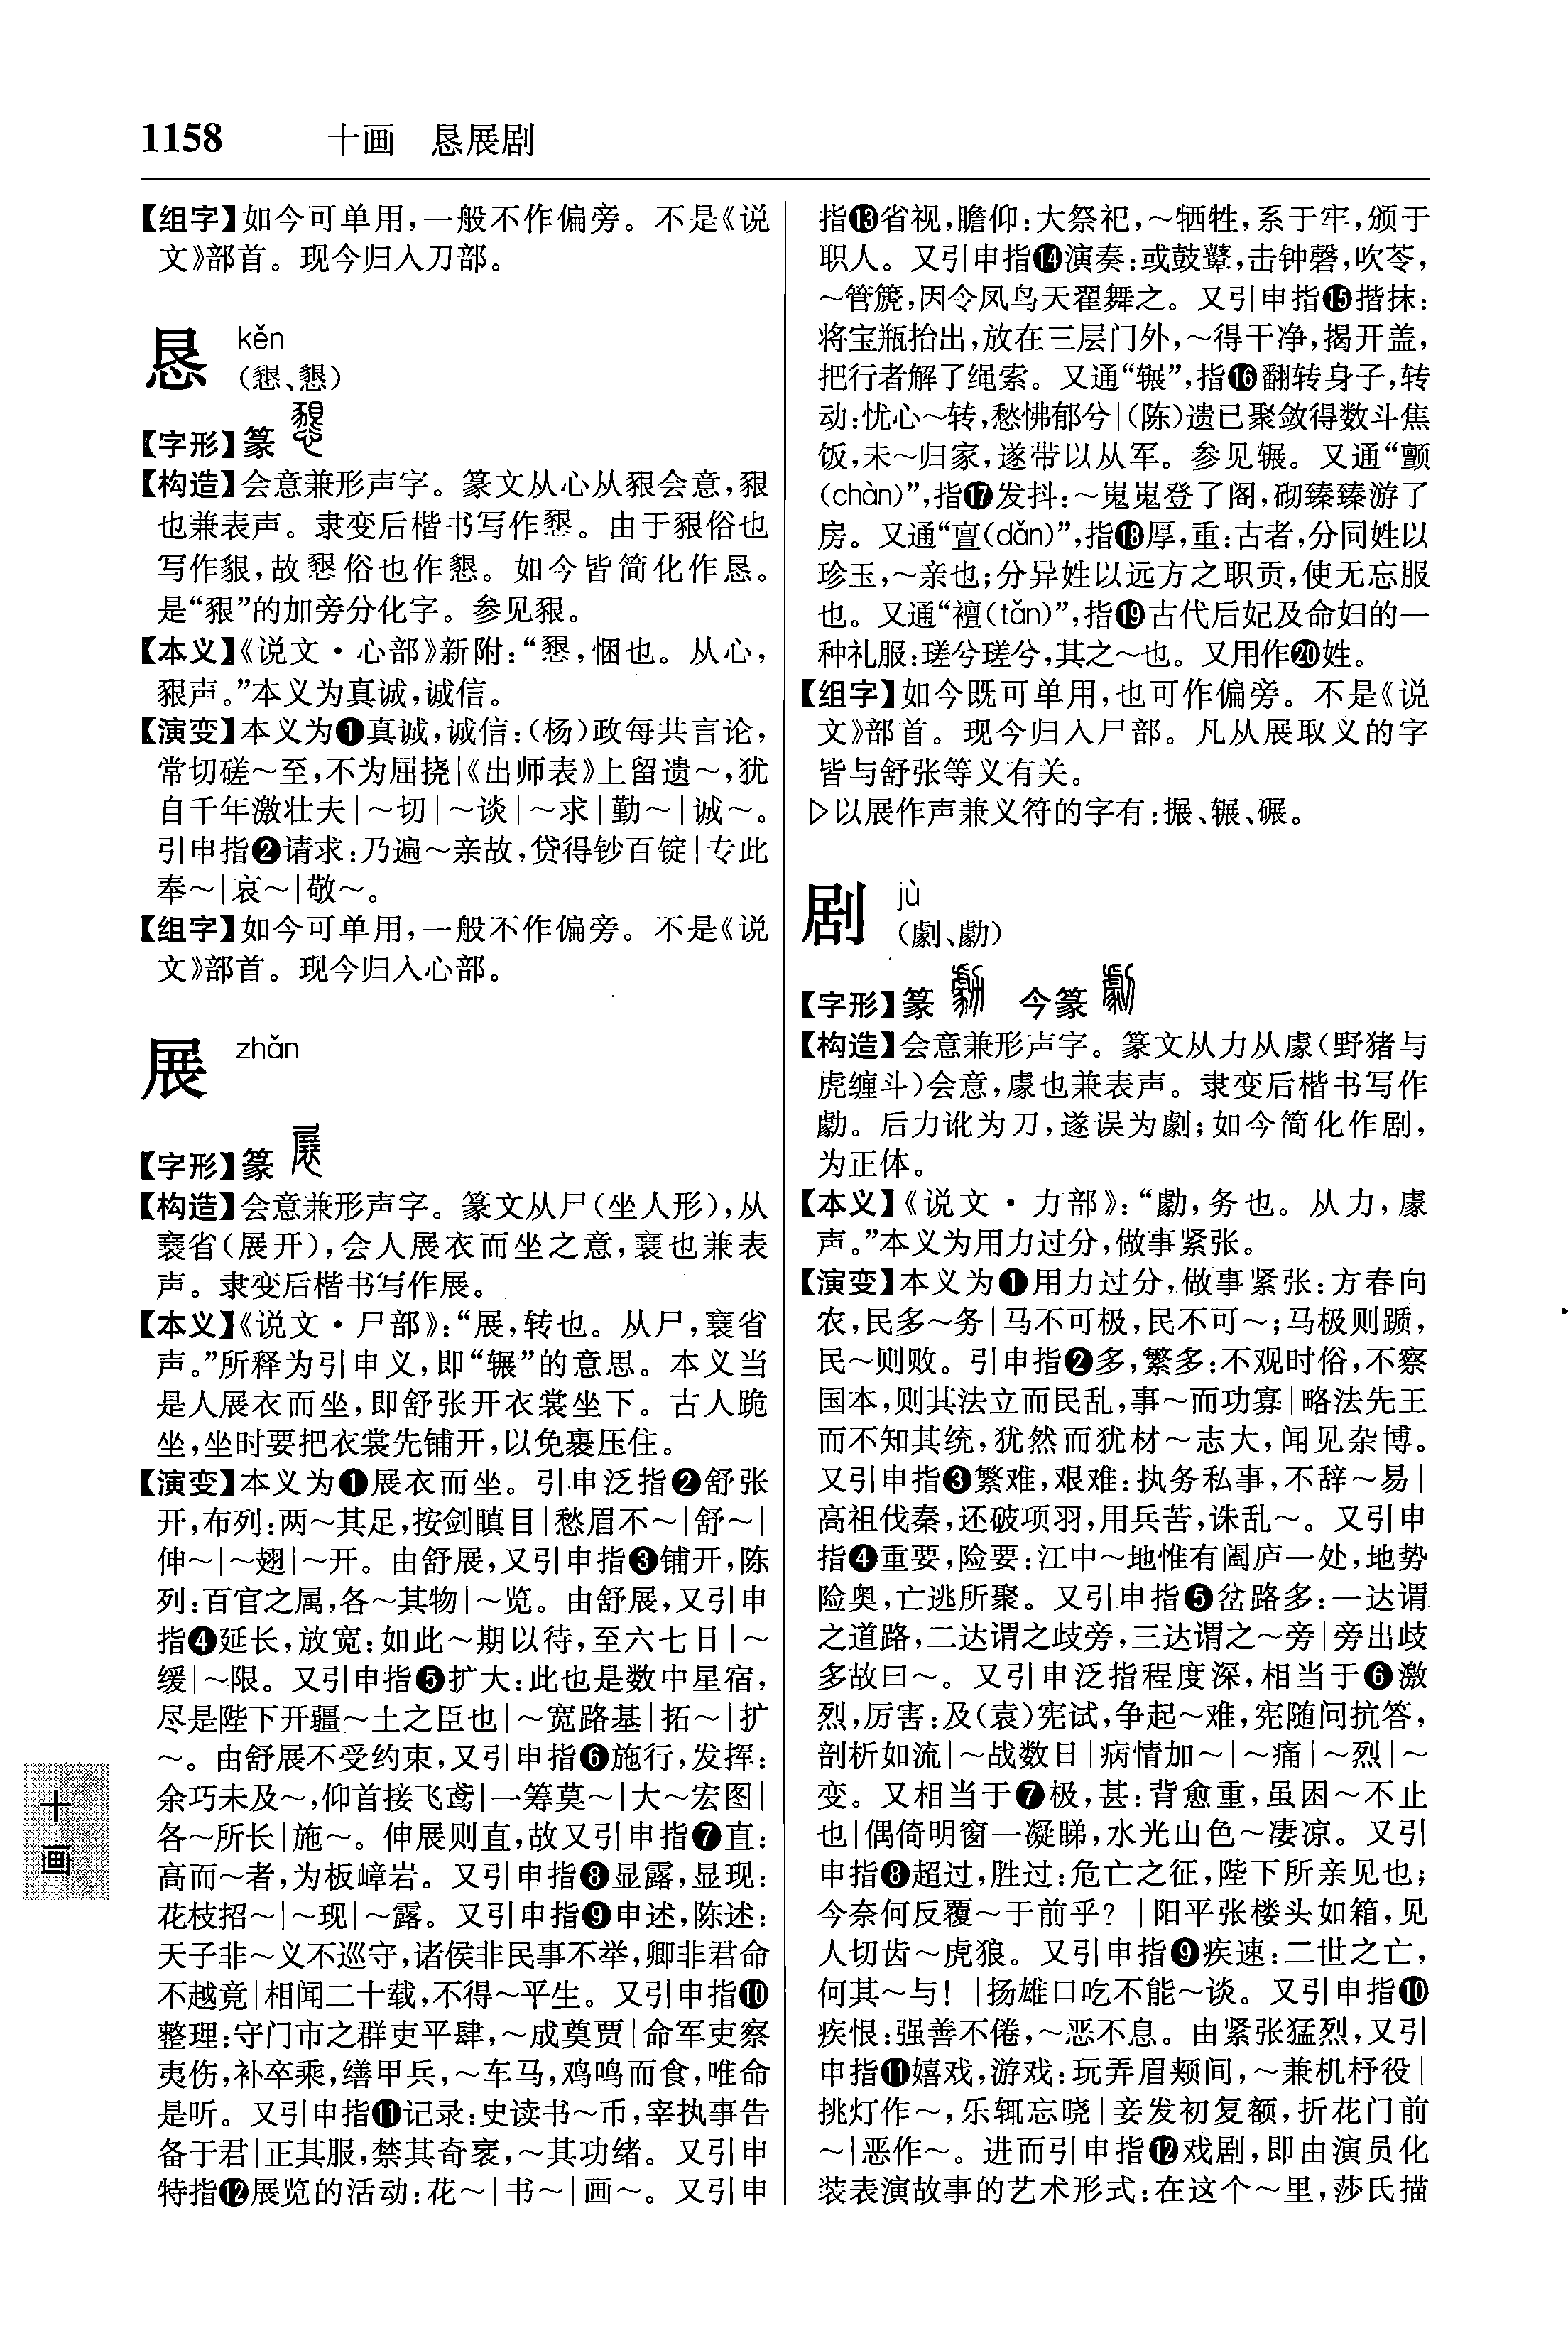 1158 十画 恳展剧
【组字】如今可单用，一般不作偏旁。不是《说
文》部首。现今归入刀部。
恳 kěn
（懇、懇）
【字形】篆
【构造】会意兼形声字。篆文从心从豤会意，豤
也兼表声。隶变后楷书写作懇。由于豤俗也
写作貇，故懇俗也作懇。如今皆简化作恳。
是“豤”的加旁分化字。参见豤。
【本义】《说文·心部》新附：“懇，悃也。从心，
豤声。”本义为真诚，诚信。
【演变】本义为❶真诚，诚信：（杨）政每共言论，
常切磋～至，不为屈挠|《出师表》上留遗～，犹
自千年激壮夫|～切|～谈|～求|勤～|诚～。
引申指❷请求：乃遍～亲故，贷得钞百锭|专此
奉～|哀～|敬～。
【组字】如今可单用，一般不作偏旁。不是《说
文》部首。现今归入心部。
展 zhǎn
【字形】篆
【构造】会意兼形声字。篆文从尸（坐人形），从
襄省（展开），会人展衣而坐之意，襄也兼表
声。隶变后楷书写作展。
【本义】《说文·尸部》：“展，转也。从尸，襄省
声。”所释为引申义，即“辗”的意思。本义当
是人展衣而坐，即舒张开衣裳坐下。古人跪
坐，坐时要把衣裳先铺开，以免裹压住。
【演变】本义为❶展衣而坐。引申泛指❷舒张
开，布列：两～其足，按剑瞋目|愁眉不～|舒～|
伸～|～翅|～开。由舒展，又引申指❸铺开，陈
列：百官之属，各～其物|～览。由舒展，又引申
指❹延长，放宽：如此～期以待，至六七日|～
缓|～限。又引申指❺扩大：此也是数中星宿，
尽是陛下开疆～土之臣也|～宽路基|拓～|扩
～。由舒展不受约束，又引申指❻施行，发挥：
余巧未及～，仰首接飞鸢|一筹莫～|大～宏图|
各～所长|施～。伸展则直，故又引申指❼直：
高而～者，为板嶂岩。又引申指❽显露，显现：
花枝招～|～现|～露。又引申指❾申述，陈述：
天子非～义不巡守，诸侯非民事不举，卿非君命
不越竟|相闻二十载，不得～平生。又引申指❿
整理：守门市之群吏平肆，～成奠贾|命军吏察
夷伤，补卒乘，缮甲兵，～车马，鸡鸣而食，唯命
是听。又引申指⓫记录：史读书～币，宰执事告
备于君|正其服，禁其奇衺，～其功绪。又引申
特指⓬展览的活动：花～|书～|画～。又引申
指⓭省视，瞻仰：大祭祀，～牺牲，系于牢，颁于
职人。又引申指⓮演奏：或鼓鼙，击钟磬，吹苓，
～管篪，因令凤鸟天翟舞之。又引申指⓯揩抹：
将宝瓶抬出，放在三层门外，～得干净，揭开盖，
把行者解了绳索。又通“辗”，指⓰翻转身子，转
动：忧心～转，愁怫郁兮|（陈）遗已聚敛得数斗焦
饭，未～归家，遂带以从军。参见辗。又通“颤
（chàn）”，指⓱发抖：～嵬嵬登了阁，砌臻臻游了
房。又通“亶（dǎn）”，指⓲厚，重：古者，分同姓以
珍玉，～亲也；分异姓以远方之职贡，使无忘服
也。又通“襢（tǎn）”，指⓳古代后妃及命妇的一
种礼服：瑳兮瑳兮，其之～也。又用作⓴姓。
【组字】如今既可单用，也可作偏旁。不是《说
文》部首。现今归入尸部。凡从展取义的字
皆与舒张等义有关。
▷以展作声兼义符的字有：搌、辗、碾。
剧 jù
（劇、勮）
【字形】篆 今篆
【构造】会意兼形声字。篆文从力从豦（野猪与
虎缠斗）会意，豦也兼表声。隶变后楷书写作
勮。后力讹为刀，遂误为劇；如今简化作剧，
为正体。
【本义】《说文·力部》：“勮，务也。从力，豦
声。”本义为用力过分，做事紧张。
【演变】本义为❶用力过分，做事紧张：方春向
农，民多～务|马不可极，民不可～；马极则踬，
民～则败。引申指❷多，繁多：不观时俗，不察
国本，则其法立而民乱，事～而功寡|略法先王
而不知其统，犹然而犹材～志大，闻见杂博。
又引申指❸繁难，艰难：执务私事，不辞～易|
高祖伐秦，还破项羽，用兵苦，诛乱～。又引申
指❹重要，险要：江中～地惟有阖庐一处，地势
险奥，亡逃所聚。又引申指❺岔路多：一达谓
之道路，二达谓之歧旁，三达谓之～旁|旁出歧
多故曰～。又引申泛指程度深，相当于❻激
烈，厉害：及（袁）宪试，争起～难，宪随问抗答，
剖析如流|～战数日|病情加～|～痛|～烈|～
变。又相当于❼极，甚：背愈重，虽困～不止
也|偶倚明窗一凝睇，水光山色～凄凉。又引
申指❽超过，胜过：危亡之征，陛下所亲见也；
今奈何反覆～于前乎？|阳平张楼头如箱，见
人切齿～虎狼。又引申指❾疾速：二世之亡，
何其～与！|扬雄口吃不能～谈。又引申指❿
疾恨：强善不倦，～恶不息。由紧张猛烈，又引
申指⓫嬉戏，游戏：玩弄眉颊间，～兼机杼役|
挑灯作～，乐辄忘晓|妾发初复额，折花门前
～|恶作～。进而引申指⓬戏剧，即由演员化
装表演故事的艺术形式：在这个～里，莎氏描
十画